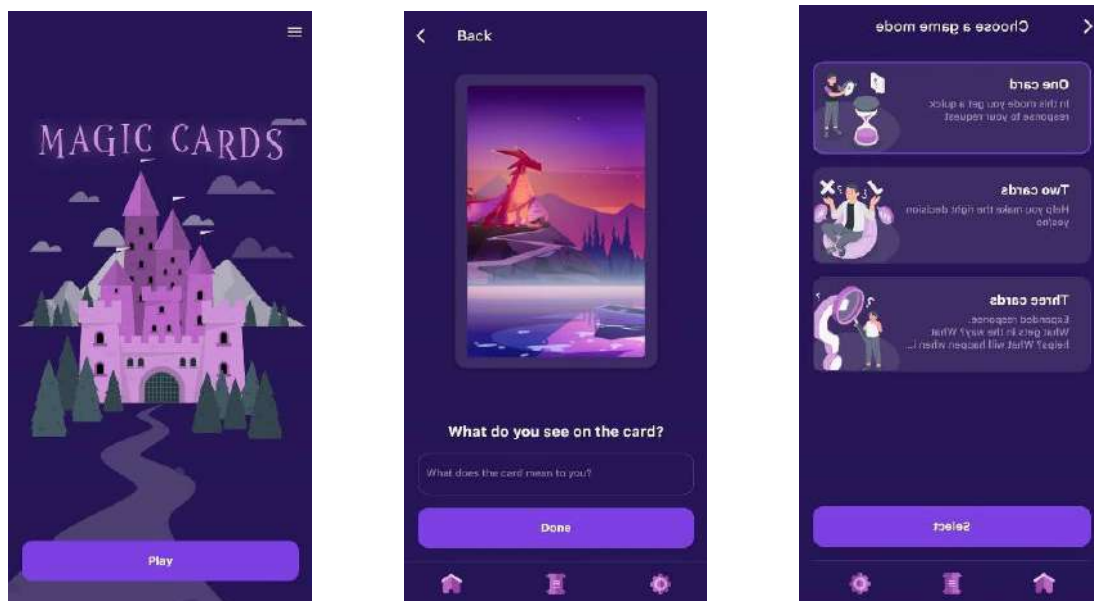 MAGIC CARDS
Play
Back
What do you see on the card?
What does the card mean to you?
Done
Choose a game mode
One card
In this mode you get a quick
response to your request
Two cards
Help you make the right decision
yes/no
Three cards
Expanded response.
What gets in the way? What
helps? What will happen when i...
Select